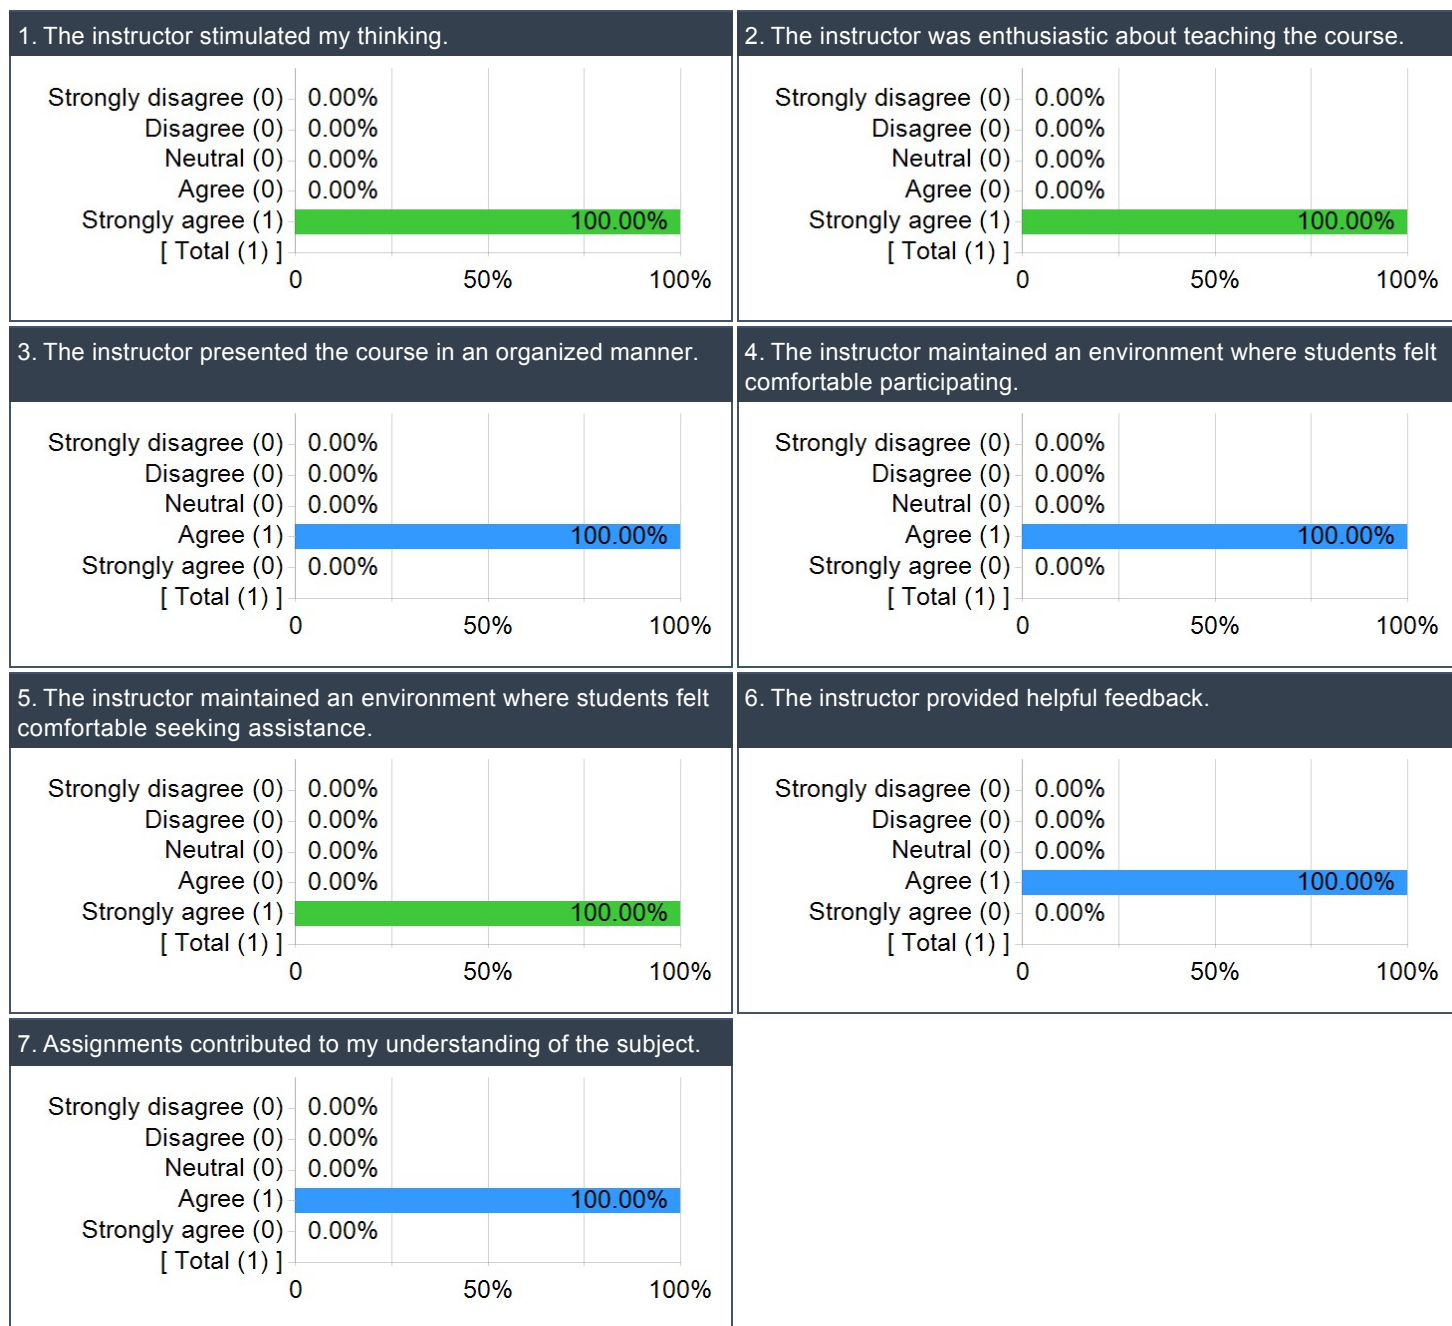 1. The instructor stimulated my thinking.
Strongly disagree (0) 0.00%
Disagree (0) 0.00%
Neutral (0) 0.00%
Agree (0) 0.00%
Strongly agree (1) 100.00%
[ Total (1) ]
0 50% 100%
2. The instructor was enthusiastic about teaching the course.
Strongly disagree (0) 0.00%
Disagree (0) 0.00%
Neutral (0) 0.00%
Agree (0) 0.00%
Strongly agree (1) 100.00%
[ Total (1) ]
0 50% 100%
3. The instructor presented the course in an organized manner.
Strongly disagree (0) 0.00%
Disagree (0) 0.00%
Neutral (0) 0.00%
Agree (1) 100.00%
Strongly agree (0) 0.00%
[ Total (1) ]
0 50% 100%
4. The instructor maintained an environment where students felt
comfortable participating.
Strongly disagree (0) 0.00%
Disagree (0) 0.00%
Neutral (0) 0.00%
Agree (1) 100.00%
Strongly agree (0) 0.00%
[ Total (1) ]
0 50% 100%
5. The instructor maintained an environment where students felt
comfortable seeking assistance.
Strongly disagree (0) 0.00%
Disagree (0) 0.00%
Neutral (0) 0.00%
Agree (0) 0.00%
Strongly agree (1) 100.00%
[ Total (1) ]
0 50% 100%
6. The instructor provided helpful feedback.
Strongly disagree (0) 0.00%
Disagree (0) 0.00%
Neutral (0) 0.00%
Agree (1) 100.00%
Strongly agree (0) 0.00%
[ Total (1) ]
0 50% 100%
7. Assignments contributed to my understanding of the subject.
Strongly disagree (0) 0.00%
Disagree (0) 0.00%
Neutral (0) 0.00%
Agree (1) 100.00%
Strongly agree (0) 0.00%
[ Total (1) ]
0 50% 100%